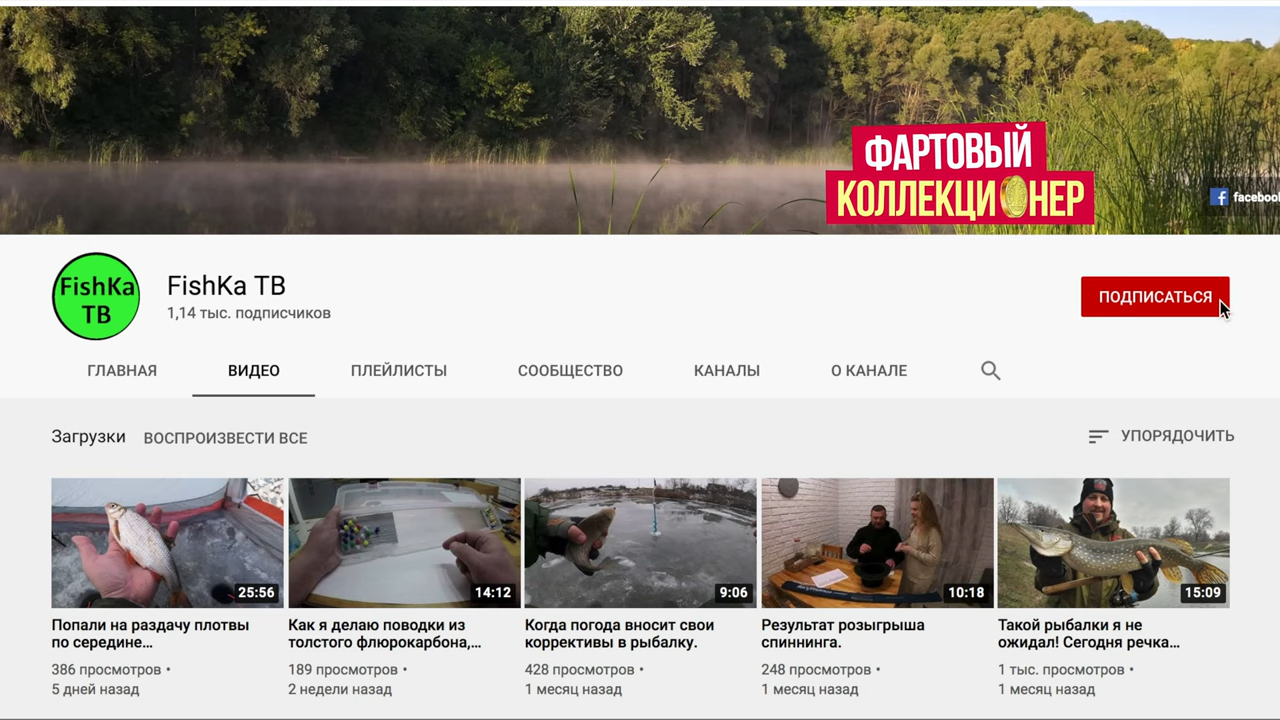 ФАРТОВЫЙ
КОЛЛЕКЦИОНЕР
facebook
FishKa
ТВ
FishKa ТВ
1,14 тыс. подписчиков
ПОДПИСАТЬСЯ
ГЛАВНАЯ ВИДЕО ПЛЕЙЛИСТЫ СООБЩЕСТВО КАНАЛЫ О КАНАЛЕ
Загрузки ВОСПРОИЗВЕСТИ ВСЕ УПОРЯДОЧИТЬ
25:56 14:12 9:06 10:18 15:09
Попали на раздачу плотвы
по середине...
386 просмотров •
5 дней назад
Как я делаю поводки из
толстого флюрокарбона,...
189 просмотров •
2 недели назад
Когда погода вносит свои
коррективы в рыбалку.
428 просмотров •
1 месяц назад
Результат розыгрыша
спиннинга.
248 просмотров •
1 месяц назад
Такой рыбалки я не
ожидал! Сегодня речка...
1 тыс. просмотров •
1 месяц назад